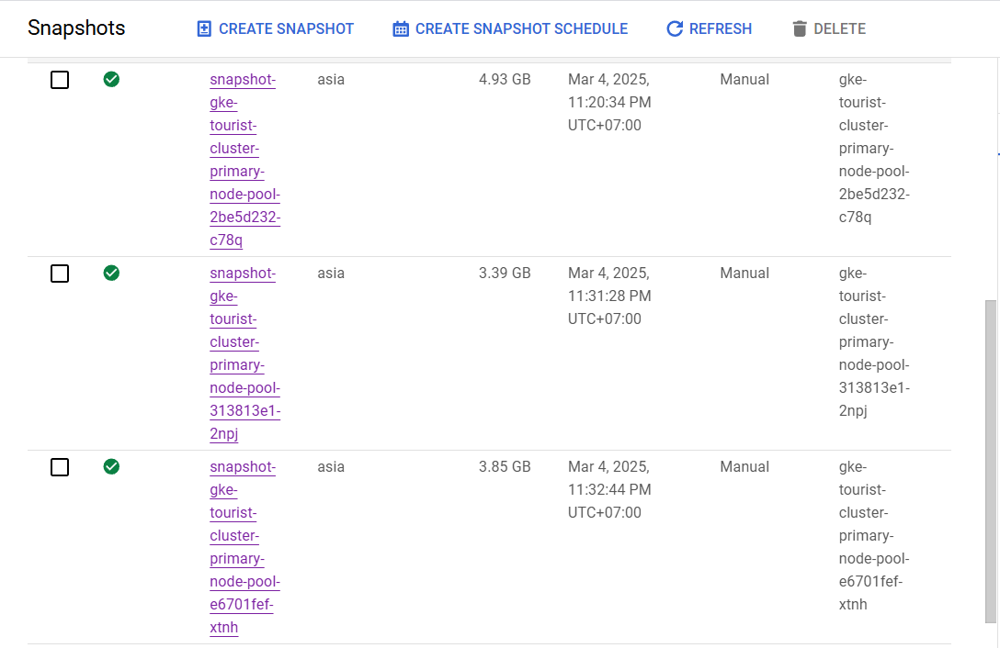 Snapshots CREATE SNAPSHOT CREATE SNAPSHOT SCHEDULE REFRESH DELETE
snapshot- asia 4.93 GB Mar 4, 2025, Manual gke-
gke- 11:20:34 PM tourist-
tourist- UTC+07:00 cluster-
cluster- primary-
primary- node-pool-
node-pool- 2be5d232-
2be5d232- c78q
c78q
snapshot- asia 3.39 GB Mar 4, 2025, Manual gke-
gke- 11:31:28 PM tourist-
tourist- UTC+07:00 cluster-
cluster- primary-
primary- node-pool-
node-pool- 313813e1-
313813e1- 2npj
2npj
snapshot- asia 3.85 GB Mar 4, 2025, Manual gke-
gke- 11:32:44 PM tourist-
tourist- UTC+07:00 cluster-
cluster- primary-
primary- node-pool-
node-pool- e6701fef-
e6701fef- xtnh
xtnh